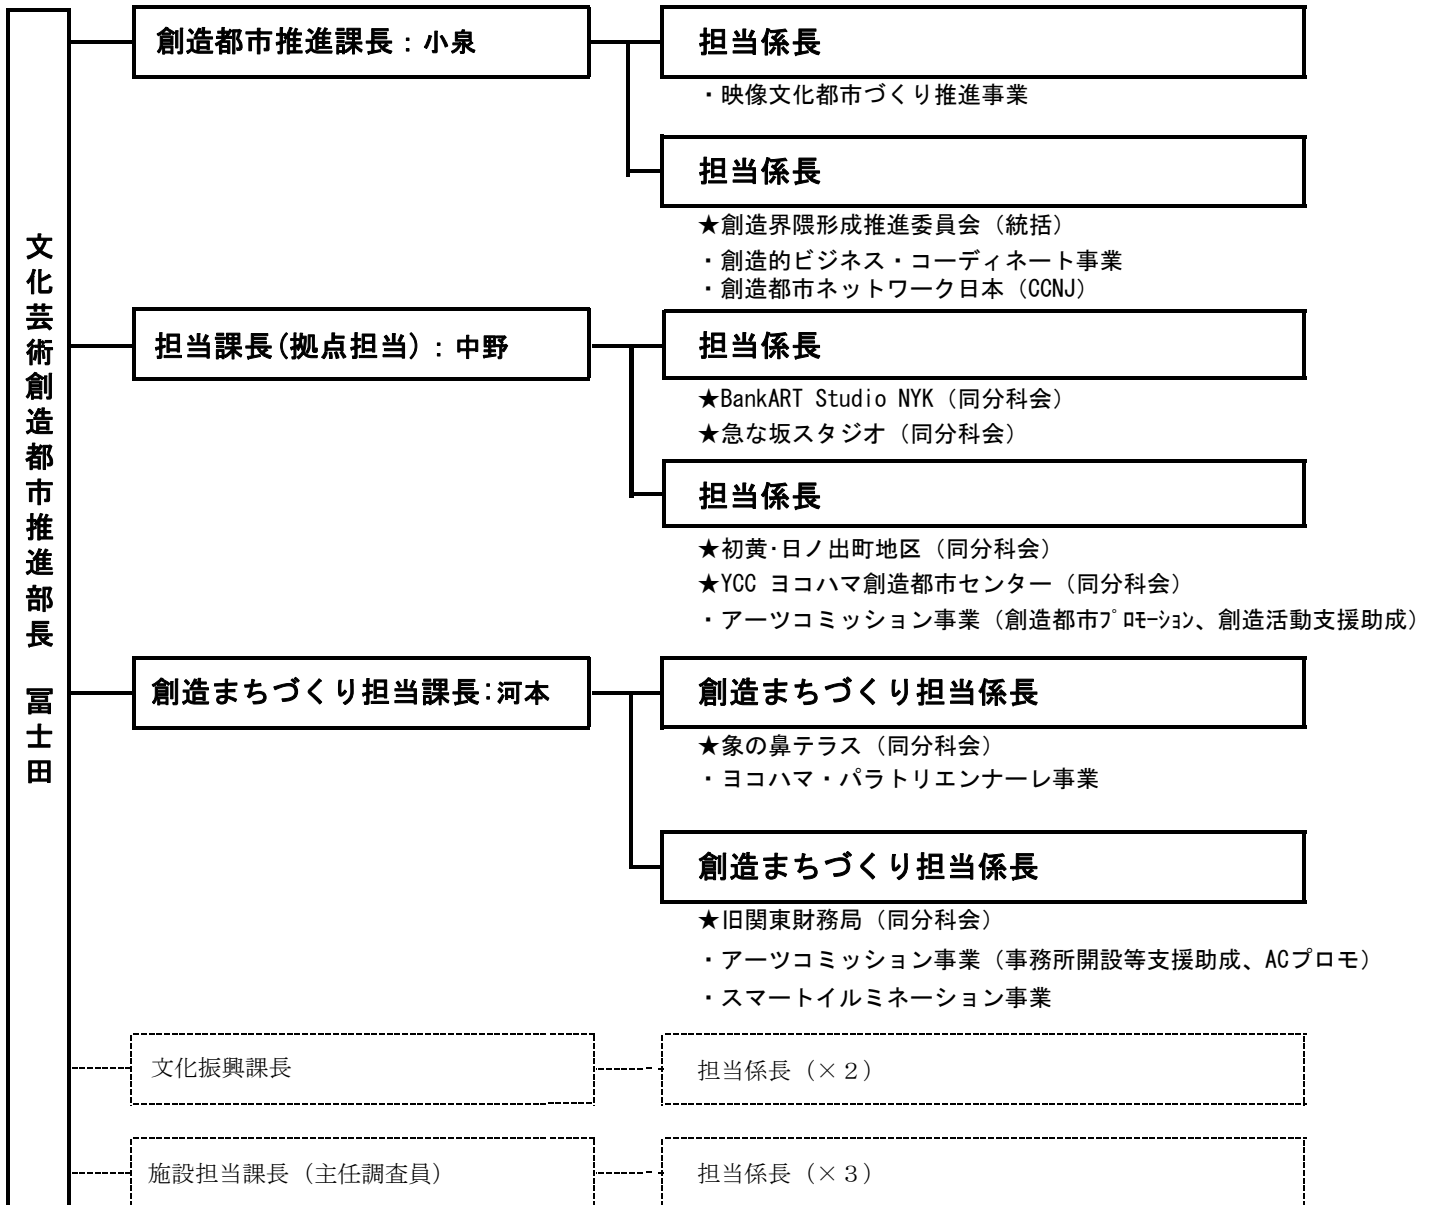 文化芸術創造都市推進部長　冨士田
創造都市推進課長：小泉
担当係長
・映像文化都市づくり推進事業
担当係長
★創造界隈形成推進委員会（統括）
・創造的ビジネス・コーディネート事業
・創造都市ネットワーク日本（CCNJ）
担当課長(拠点担当)：中野
担当係長
★BankART Studio NYK（同分科会）
★急な坂スタジオ（同分科会）
担当係長
★初黄･日ノ出町地区（同分科会）
★YCC ヨコハマ創造都市センター（同分科会）
・アーツコミッション事業（創造都市ﾌﾟﾛﾓｰｼｮﾝ、創造活動支援助成）
創造まちづくり担当課長:河本
創造まちづくり担当係長
★象の鼻テラス（同分科会）
・ヨコハマ・パラトリエンナーレ事業
創造まちづくり担当係長
★旧関東財務局（同分科会）
・アーツコミッション事業（事務所開設等支援助成、ACプロモ）
・スマートイルミネーション事業
文化振興課長
担当係長（×２）
施設担当課長（主任調査員）
担当係長（×３）